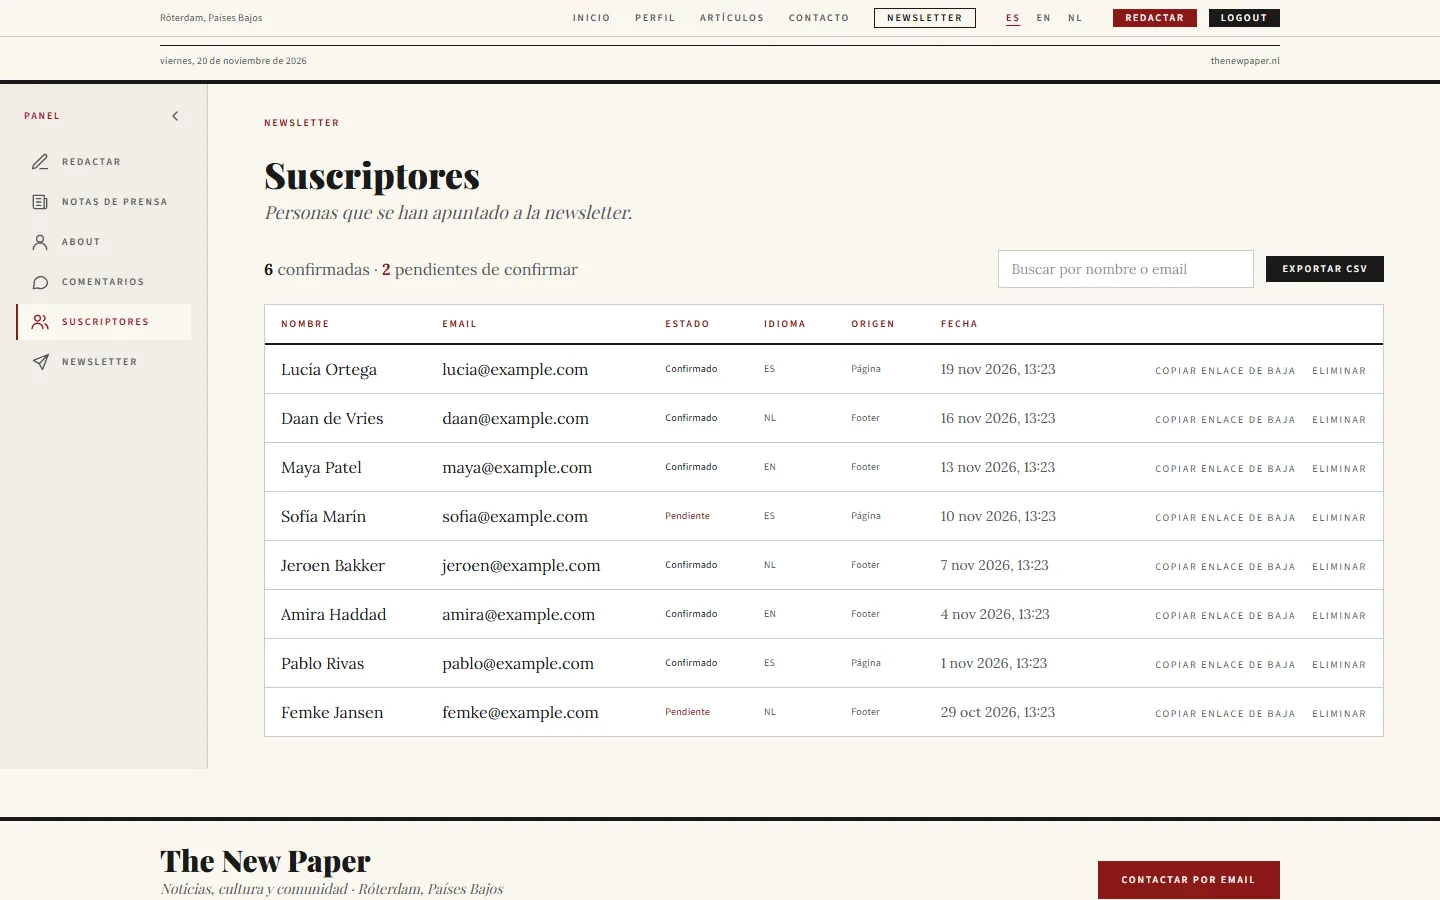 Róterdam, Países Bajos INICIO PERFIL ARTÍCULOS CONTACTO NEWSLETTER ES EN NL REDACTAR LOGOUT
viernes, 20 de noviembre de 2026 thenewpaper.nl
PANEL
REDACTAR
NOTAS DE PRENSA
ABOUT
COMENTARIOS
SUSCRIPTORES
NEWSLETTER
NEWSLETTER
Suscriptores
Personas que se han apuntado a la newsletter.
6 confirmadas · 2 pendientes de confirmar Buscar por nombre o email EXPORTAR CSV
NOMBRE EMAIL ESTADO IDIOMA ORIGEN FECHA
Lucía Ortega lucia@example.com Confirmado ES Página 19 nov 2026, 13:23 COPIAR ENLACE DE BAJA ELIMINAR
Daan de Vries daan@example.com Confirmado NL Footer 16 nov 2026, 13:23 COPIAR ENLACE DE BAJA ELIMINAR
Maya Patel maya@example.com Confirmado EN Footer 13 nov 2026, 13:23 COPIAR ENLACE DE BAJA ELIMINAR
Sofía Marín sofia@example.com Pendiente ES Página 10 nov 2026, 13:23 COPIAR ENLACE DE BAJA ELIMINAR
Jeroen Bakker jeroen@example.com Confirmado NL Footer 7 nov 2026, 13:23 COPIAR ENLACE DE BAJA ELIMINAR
Amira Haddad amira@example.com Confirmado EN Footer 4 nov 2026, 13:23 COPIAR ENLACE DE BAJA ELIMINAR
Pablo Rivas pablo@example.com Confirmado ES Página 1 nov 2026, 13:23 COPIAR ENLACE DE BAJA ELIMINAR
Femke Jansen femke@example.com Pendiente NL Footer 29 oct 2026, 13:23 COPIAR ENLACE DE BAJA ELIMINAR
The New Paper
Noticias, cultura y comunidad · Róterdam, Países Bajos
CONTACTAR POR EMAIL